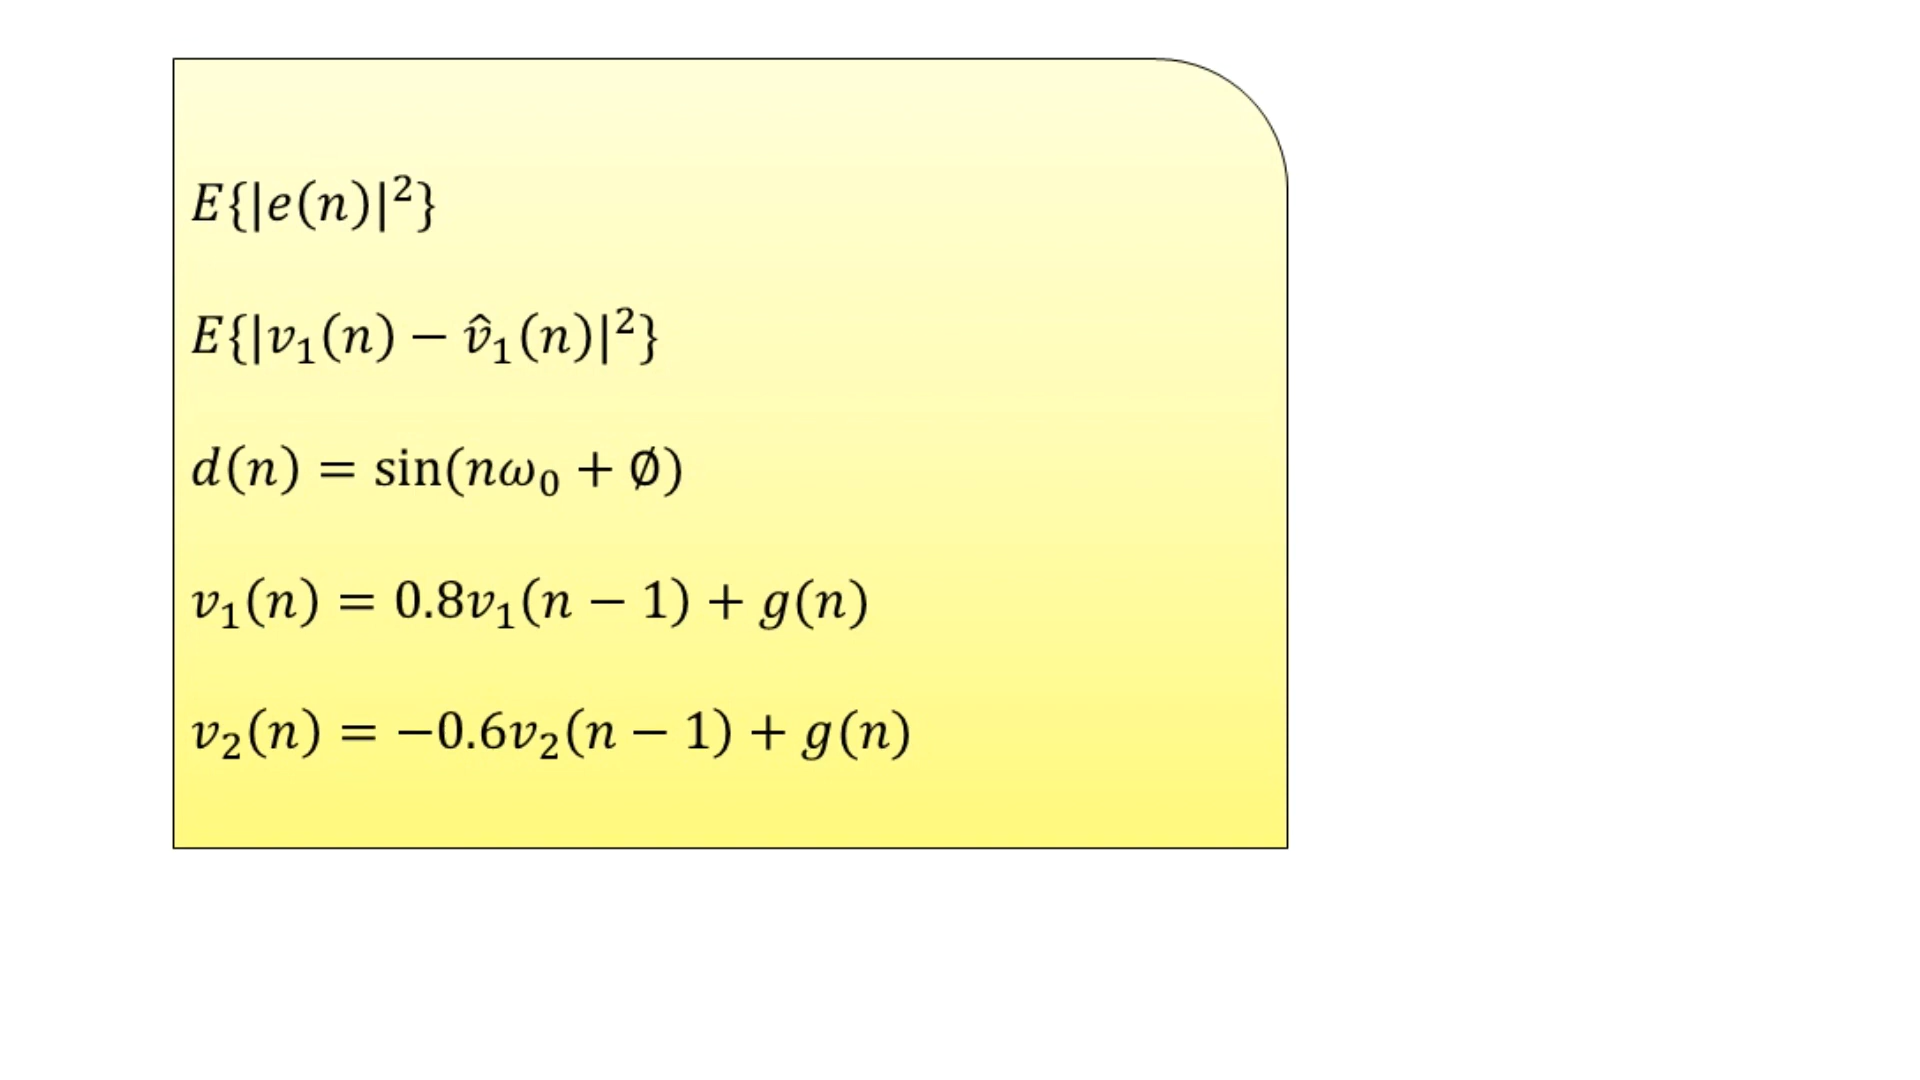 E{|e(n)|²}
E{|v₁(n) − v̂₁(n)|²}
d(n) = sin(nω₀ + ∅)
v₁(n) = 0.8v₁(n − 1) + g(n)
v₂(n) = −0.6v₂(n − 1) + g(n)